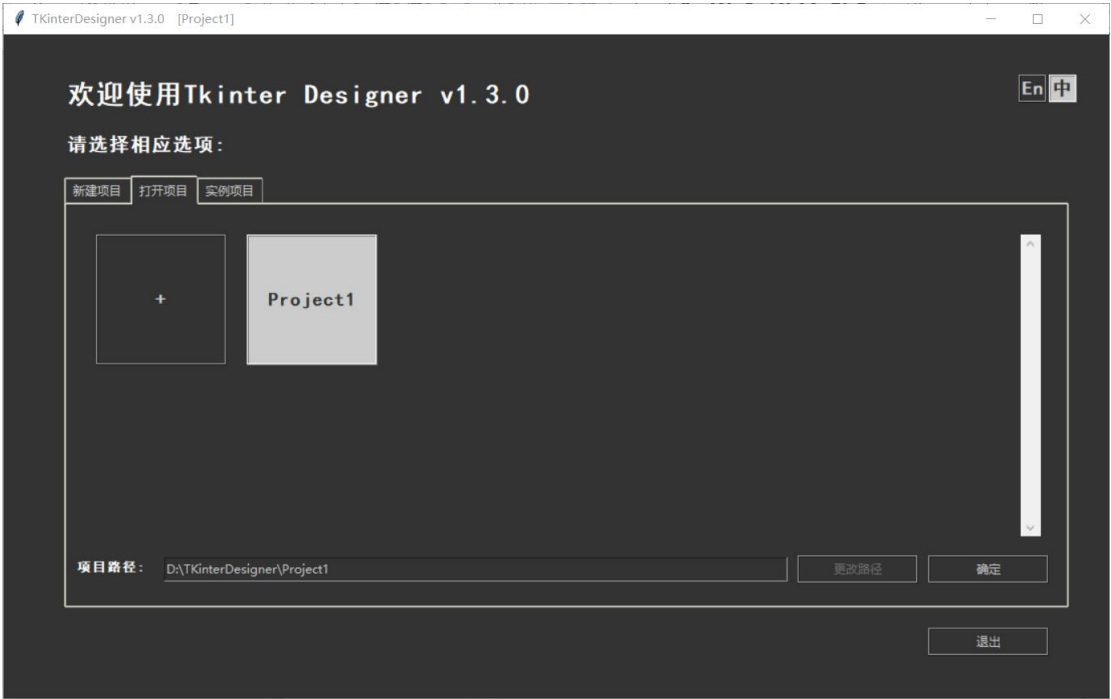 TKinterDesigner v1.3.0 [Project1]
欢迎使用Tkinter Designer v1.3.0
En 中
请选择相应选项:
新建项目 打开项目 实例项目
+ Project1
项目路径: D:\TKinterDesigner\Project1 更改路径 确定
退出